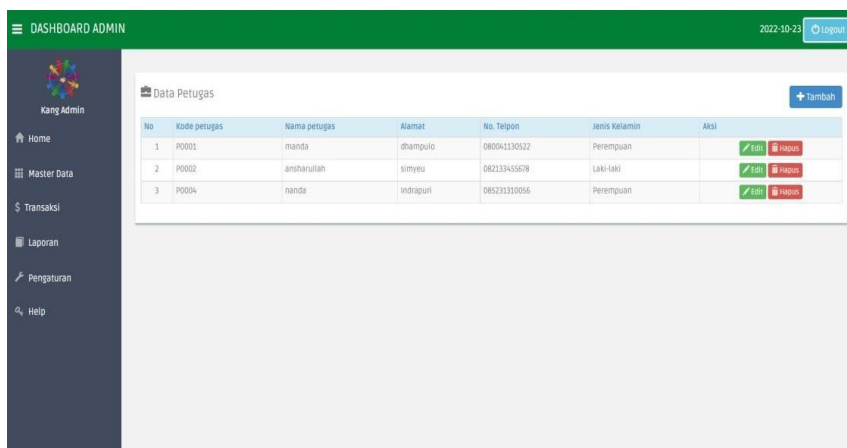 DASHBOARD ADMIN
2022-10-23 Logout
Kang Admin
Home
Master Data
$ Transaksi
Laporan
Pengaturan
Help
Data Petugas
+ Tambah
No Kode petugas Nama petugas Alamat No. Telpon Jenis Kelamin Aksi
1 P0001 manda dhampulo 080041130522 Perempuan Edit Hapus
2 P0002 ansharullah simyeu 082133455678 Laki-laki Edit Hapus
3 P0004 nanda Indrapuri 085231310056 Perempuan Edit Hapus